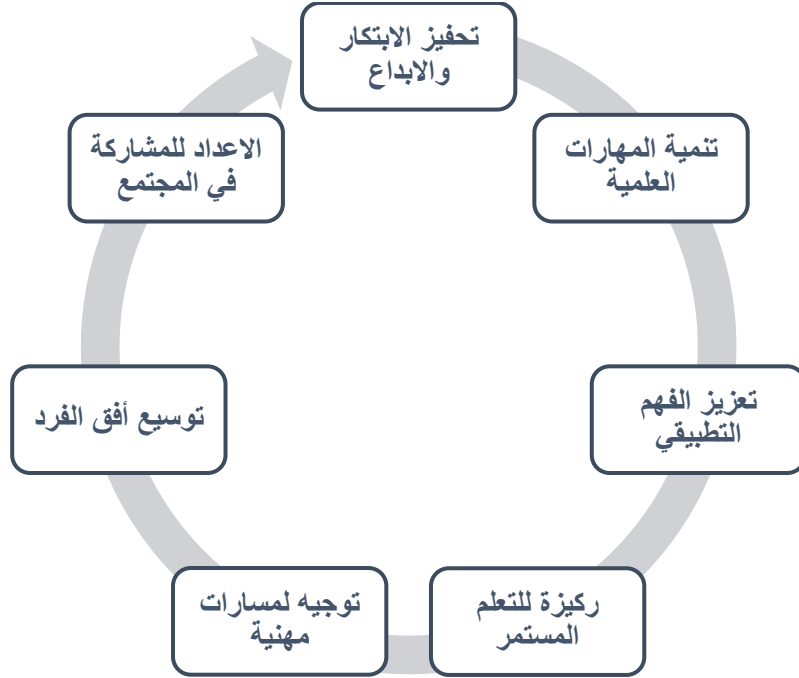 تحفيز الابتكار
والابداع
تنمية المهارات
العلمية
تعزيز الفهم
التطبيقي
ركيزة للتعلم
المستمر
توجيه لمسارات
مهنية
توسيع أفق الفرد
الاعداد للمشاركة
في المجتمع